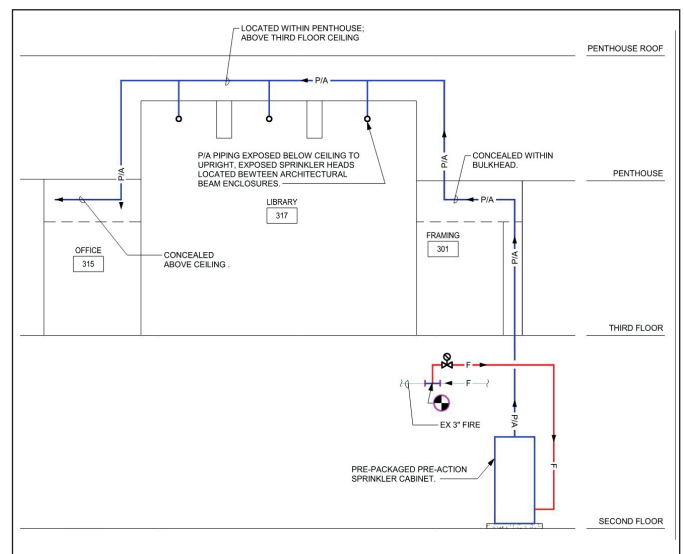 LOCATED WITHIN PENTHOUSE;
ABOVE THIRD FLOOR CEILING
PENTHOUSE ROOF
P/A
P/A PIPING EXPOSED BELOW CEILING TO
UPRIGHT, EXPOSED SPRINKLER HEADS
LOCATED BEWTEEN ARCHITECTURAL
BEAM ENCLOSURES.
CONCEALED WITHIN
BULKHEAD.
P/A
P/A
PENTHOUSE
P/A
LIBRARY
317
OFFICE
315
CONCEALED
ABOVE CEILING .
FRAMING
301
P/A
THIRD FLOOR
F
F
EX 3" FIRE
P/A
F
PRE-PACKAGED PRE-ACTION
SPRINKLER CABINET.
SECOND FLOOR